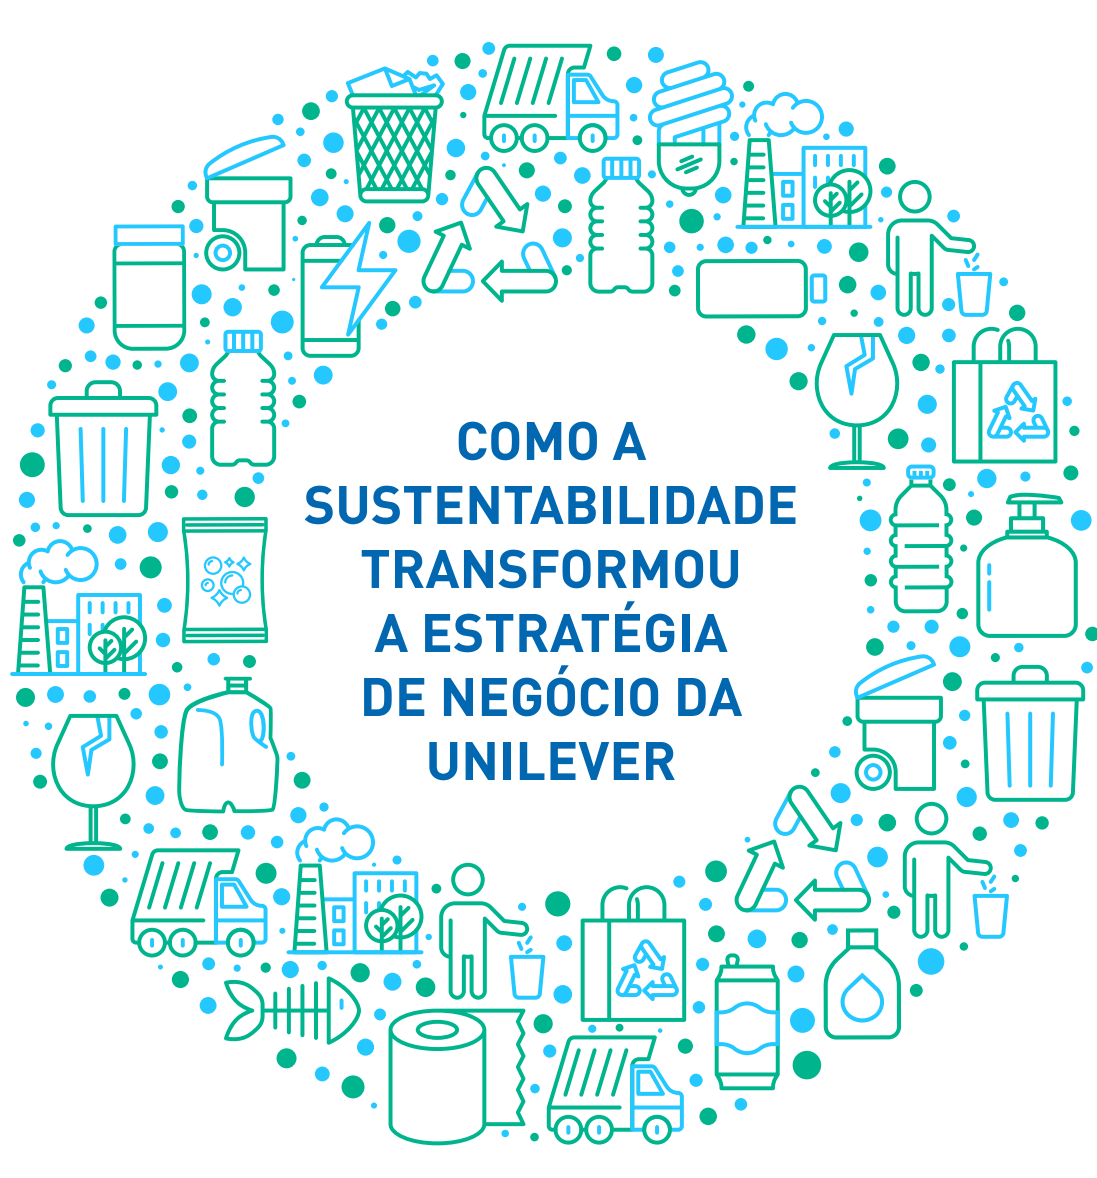 COMO A
SUSTENTABILIDADE
TRANSFORMOU
A ESTRATÉGIA
DE NEGÓCIO DA
UNILEVER